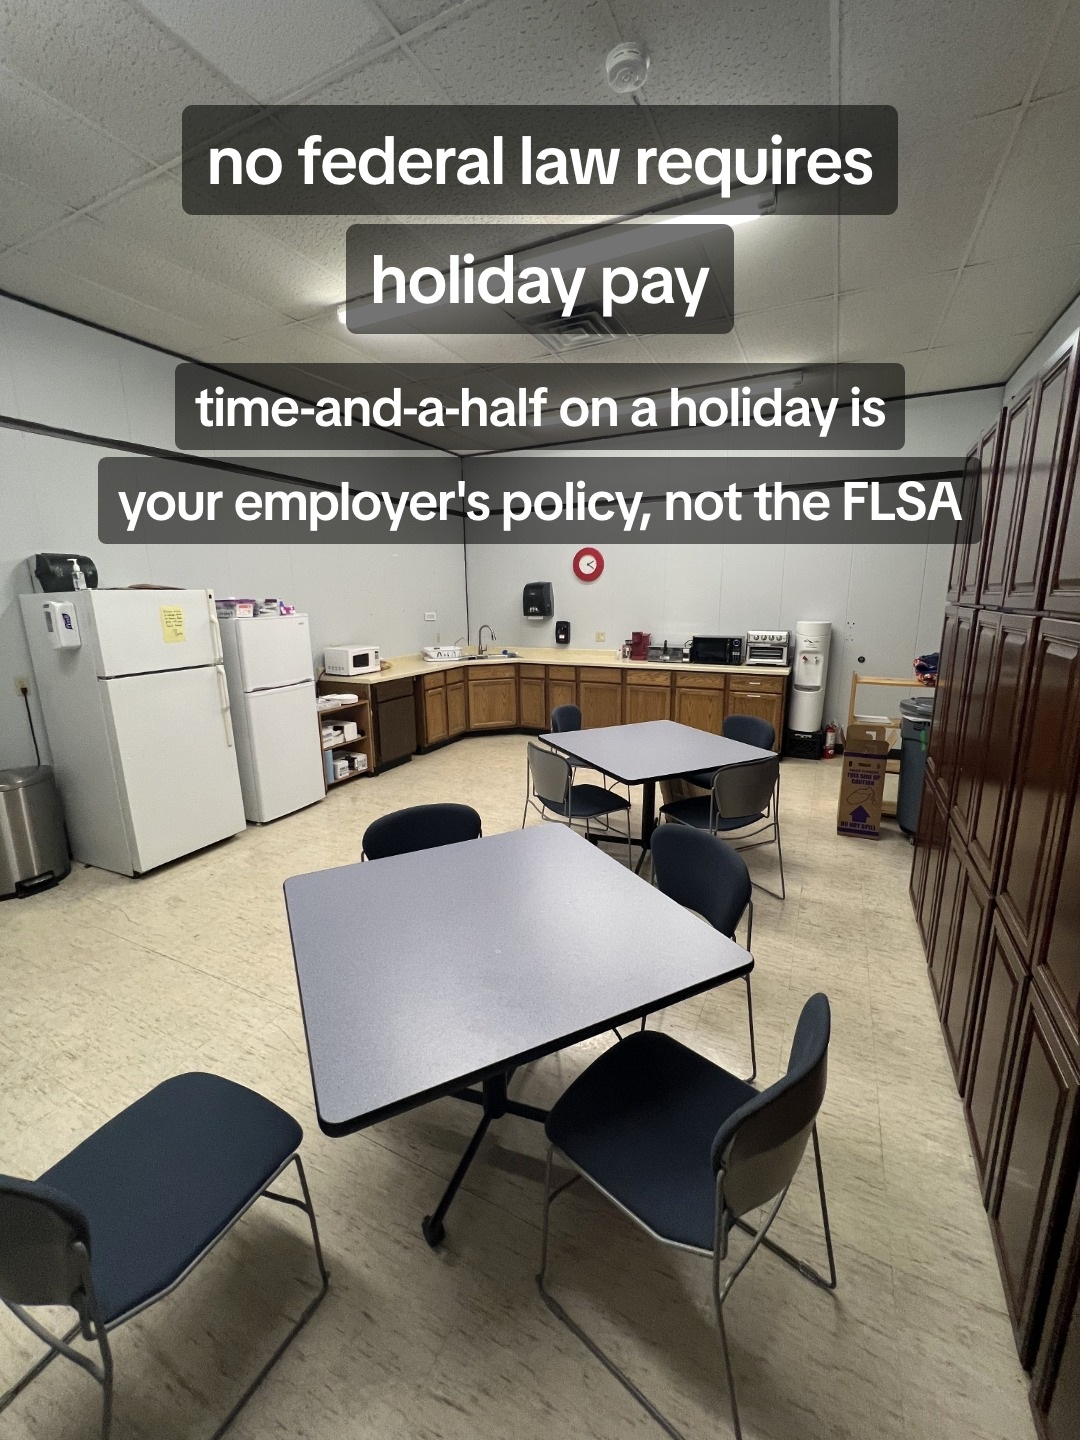 no federal law requires
holiday pay
time-and-a-half on a holiday is
your employer's policy, not the FLSA